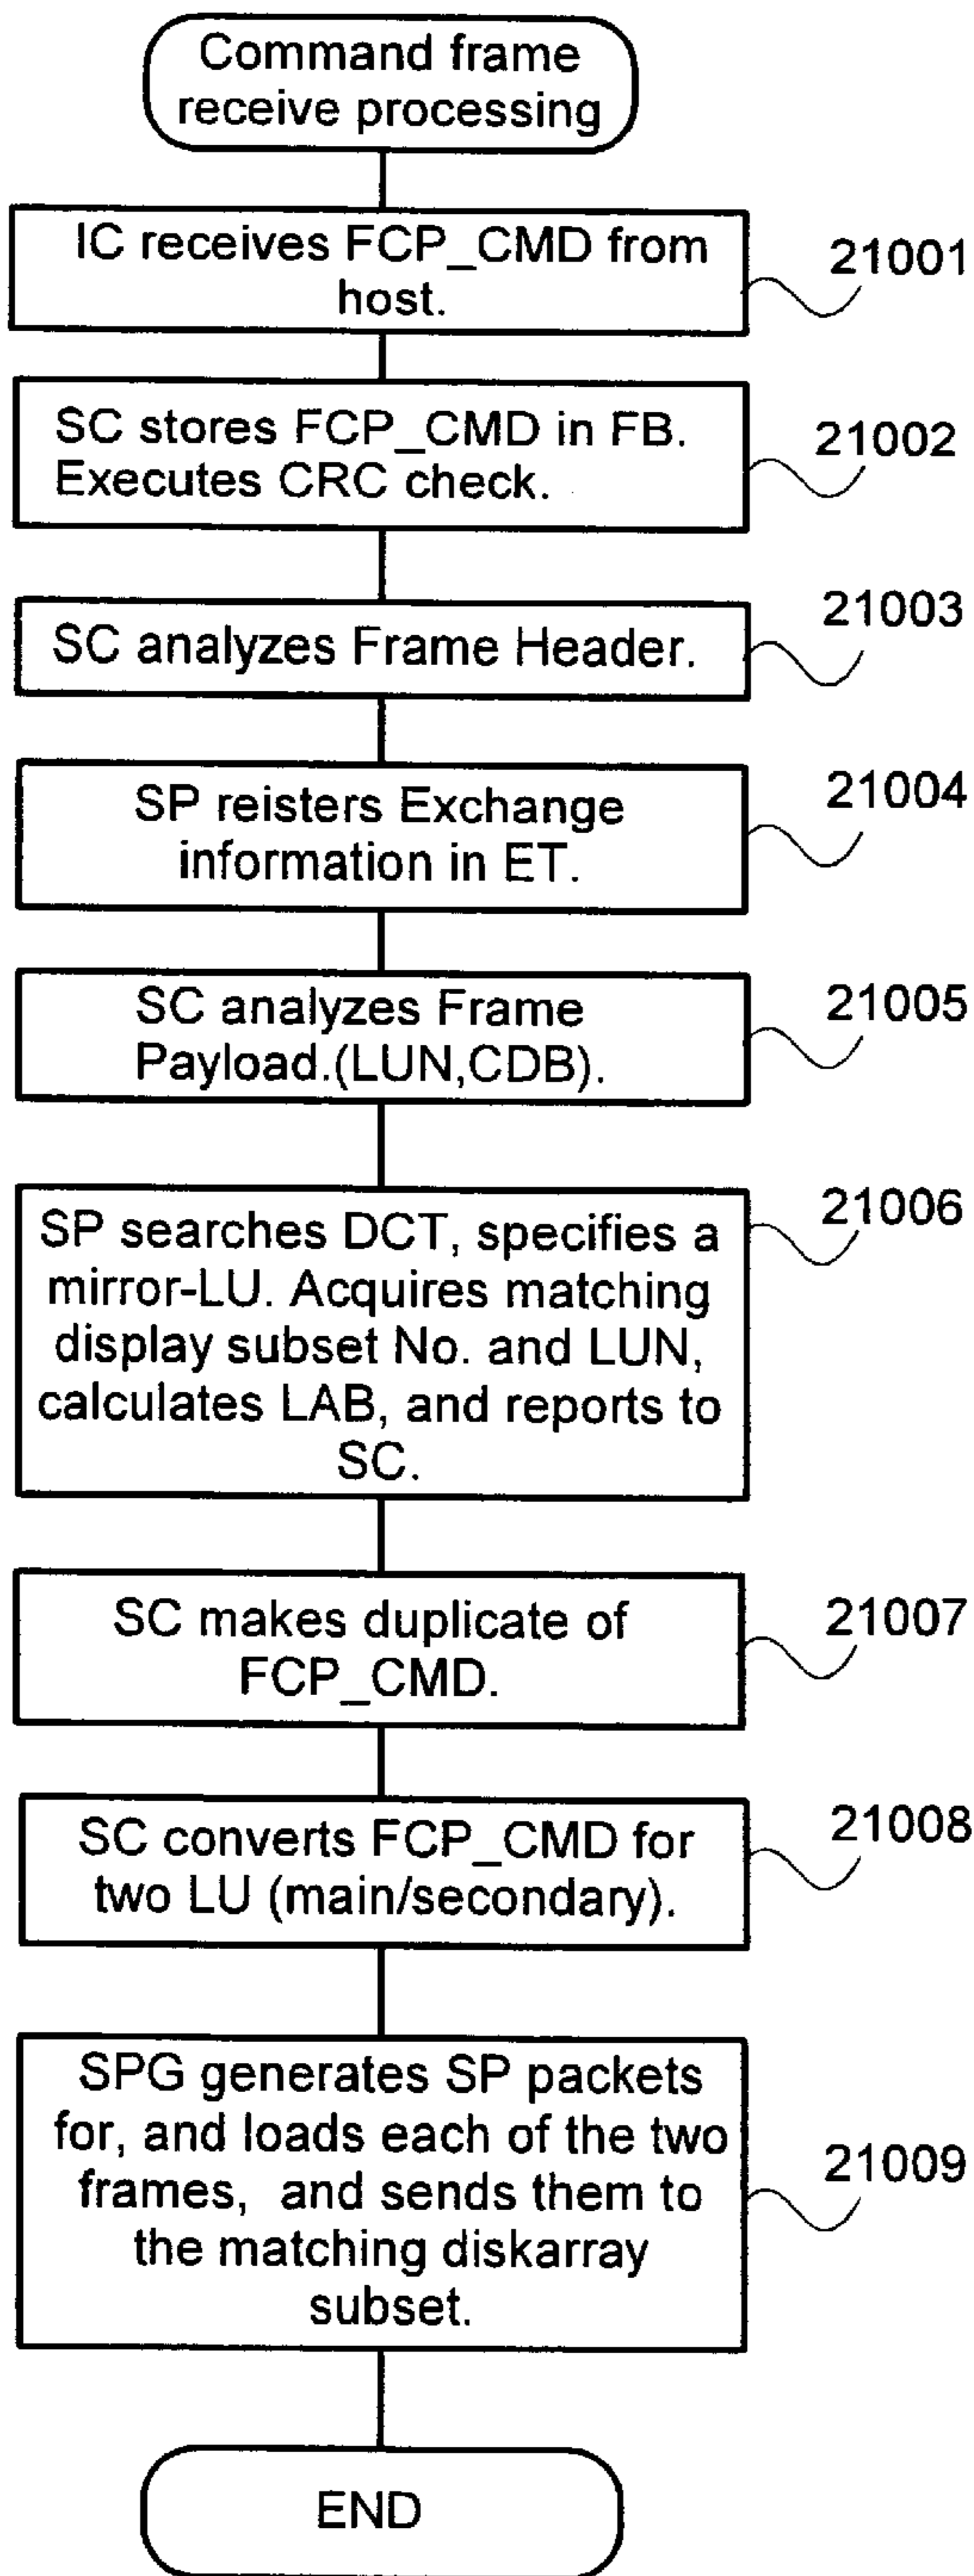 Command frame
receive processing
IC receives FCP_CMD from
host.
21001
SC stores FCP_CMD in FB.
Executes CRC check.
21002
SC analyzes Frame Header.
21003
SP reisters Exchange
information in ET.
21004
SC analyzes Frame
Payload.(LUN,CDB).
21005
SP searches DCT, specifies a
mirror-LU. Acquires matching
display subset No. and LUN,
calculates LAB, and reports to
SC.
21006
SC makes duplicate of
FCP_CMD.
21007
SC converts FCP_CMD for
two LU (main/secondary).
21008
SPG generates SP packets
for, and loads each of the two
frames, and sends them to
the matching diskarray
subset.
21009
END